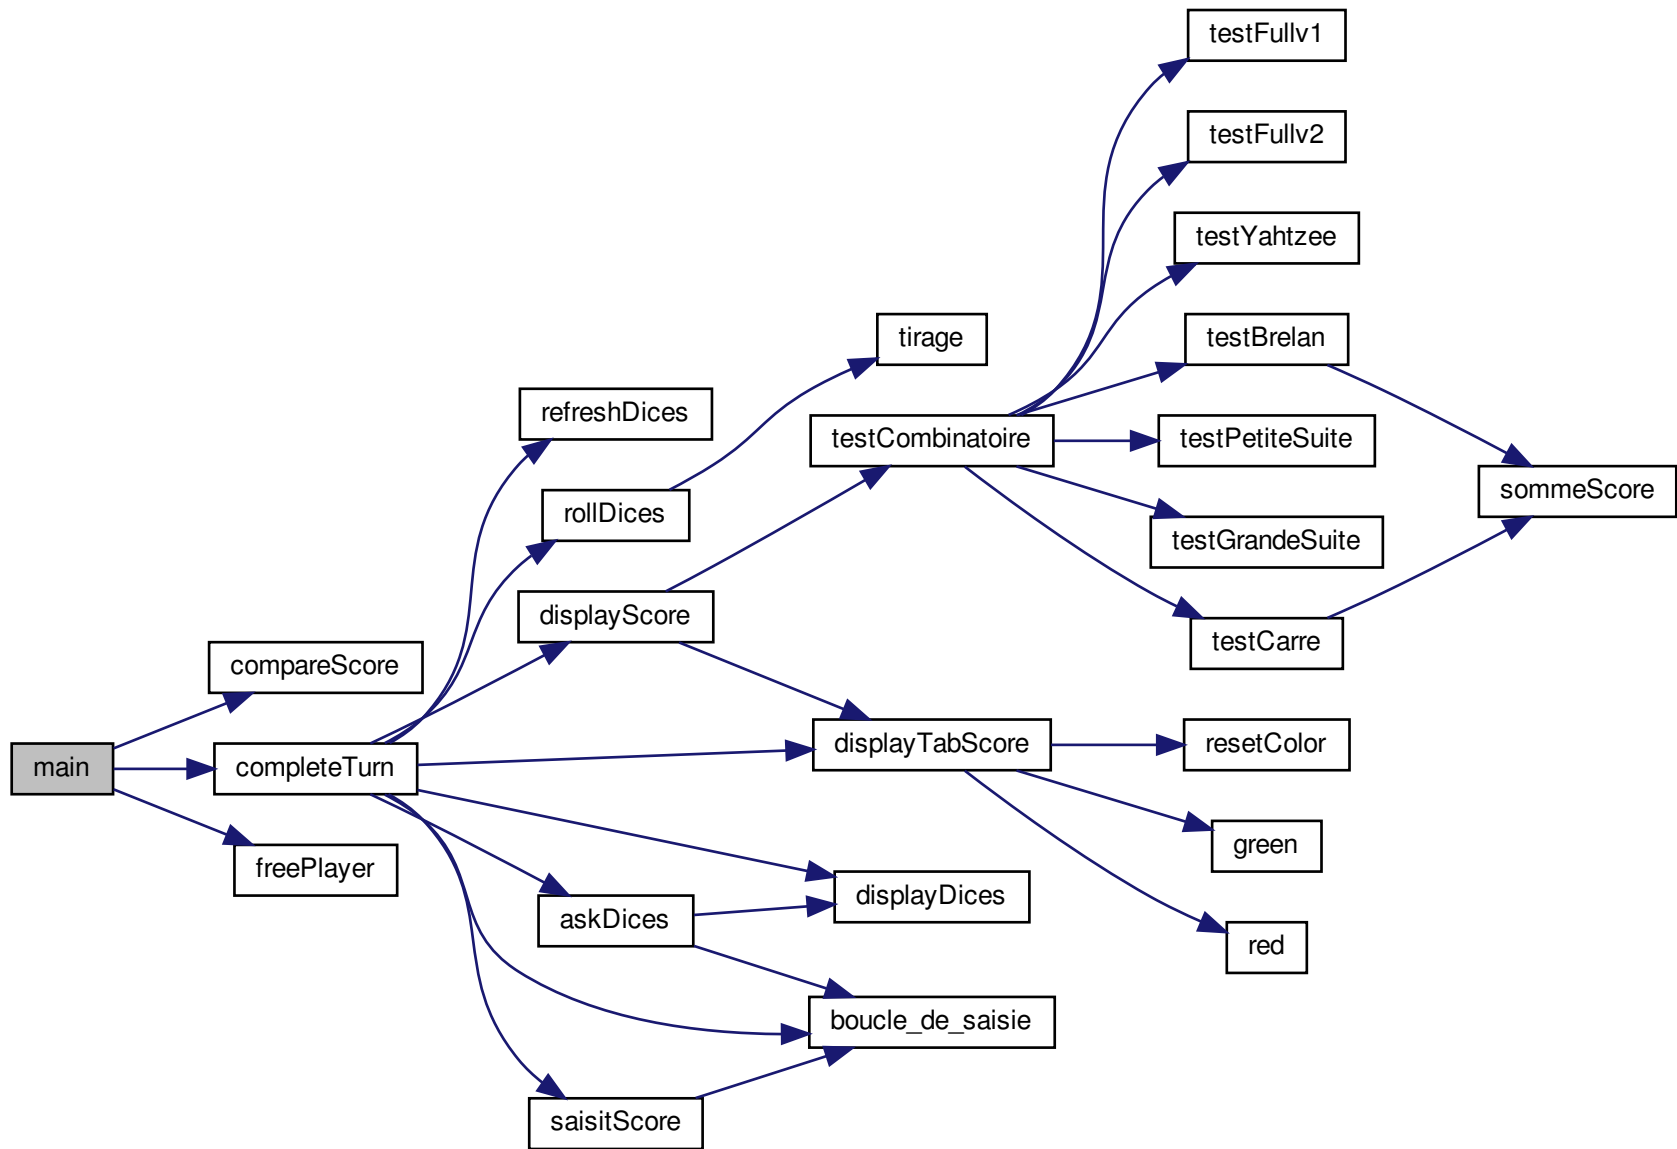 main
compareScore
completeTurn
freePlayer
refreshDices
rollDices
displayScore
askDices
saisitScore
tirage
testCombinatoire
displayTabScore
displayDices
boucle_de_saisie
testFullv1
testFullv2
testYahtzee
testBrelan
testPetiteSuite
testGrandeSuite
testCarre
resetColor
green
red
sommeScore